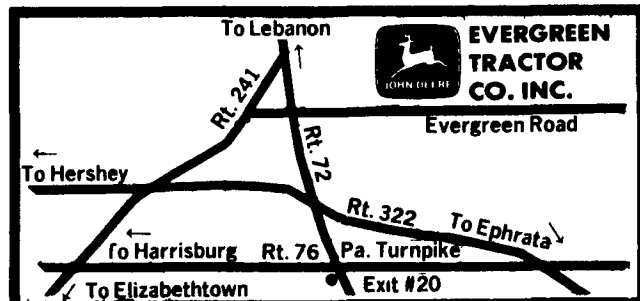 To Lebanon
JOHN DEERE
EVERGREEN
TRACTOR
CO. INC.
Rt. 241
Rt. 72
Evergreen Road
To Hershey
Rt. 322
To Ephrata
To Harrisburg
Rt. 76
Pa. Turnpike
Exit #20
To Elizabethtown